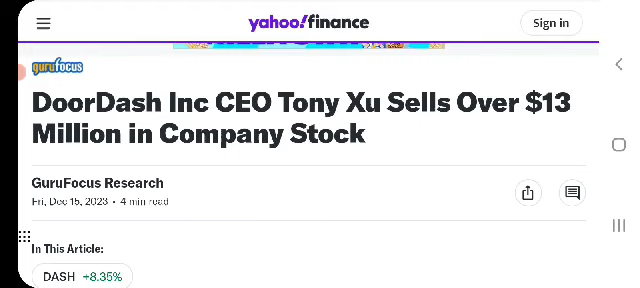 yahoo!finance
Sign in
gurufocus
DoorDash Inc CEO Tony Xu Sells Over $13
Million in Company Stock
GuruFocus Research
Fri, Dec 15, 2023 • 4 min read
In This Article:
DASH +8.35%